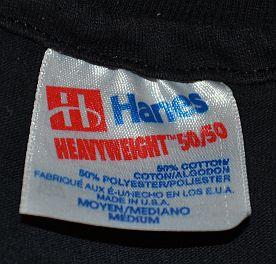 Hanes
HEAVYWEIGHT™ 50/50
50% COTTON/
COTON/ALGODON
50% POLYESTER/POLIESTER
FABRIQUÉ AUX É-U/HECHO EN LOS E.U.A.
MADE IN U.S.A.
MOYEN/MEDIANO
MEDIUM